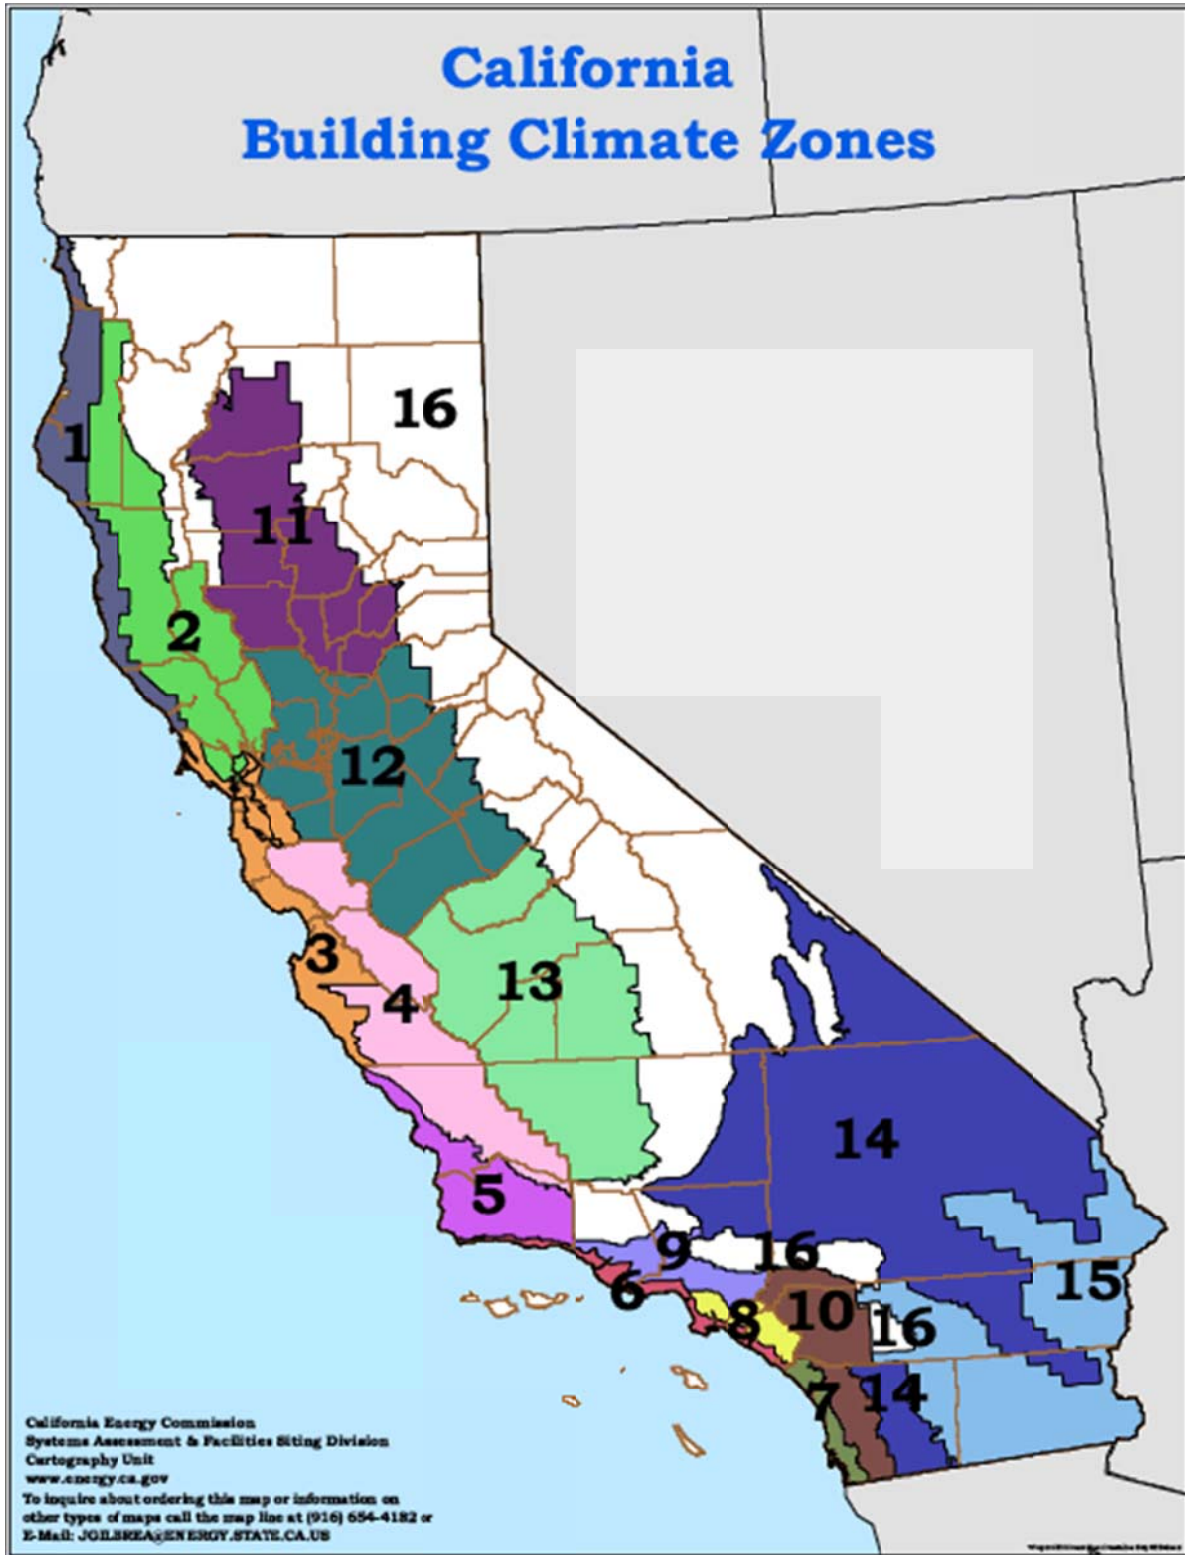 California
Building Climate Zones
16
1
11
2
12
3
13
4
14
5
9
16
15
6
8
10
16
7
14
California Energy Commission
Systems Assessment & Facilities Siting Division
Cartography Unit
www.energy.ca.gov
To inquire about ordering this map or information on
other types of maps call the map line at (916) 654-4182 or
E-Mail: JGILBREA@ENERGY.STATE.CA.US